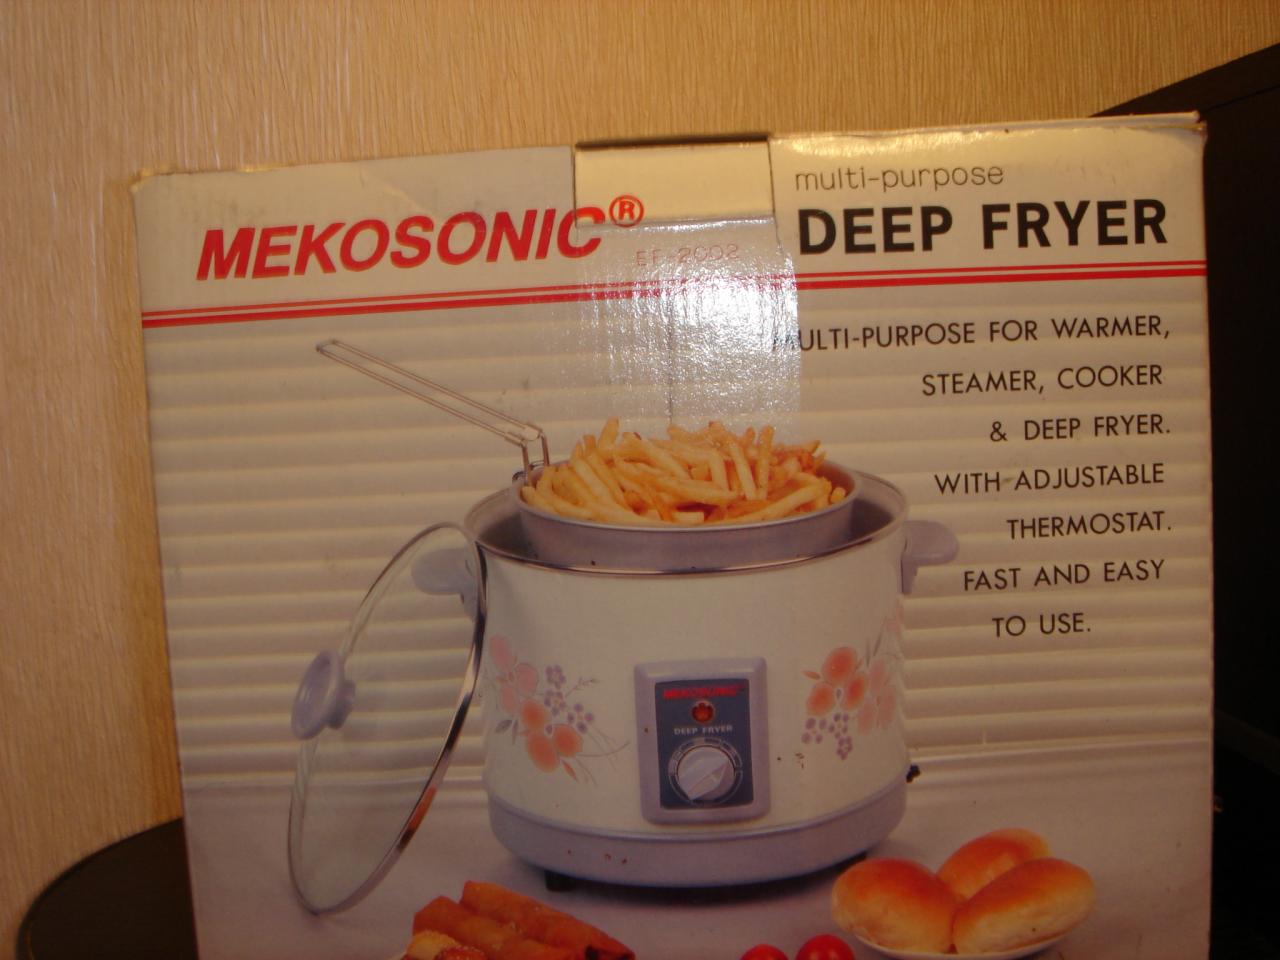 MEKOSONIC®
EF-2002
multi-purpose
DEEP FRYER
MULTI-PURPOSE FOR WARMER,
STEAMER, COOKER
& DEEP FRYER.
WITH ADJUSTABLE
THERMOSTAT.
FAST AND EASY
TO USE.
MEKOSONIC
DEEP FRYER